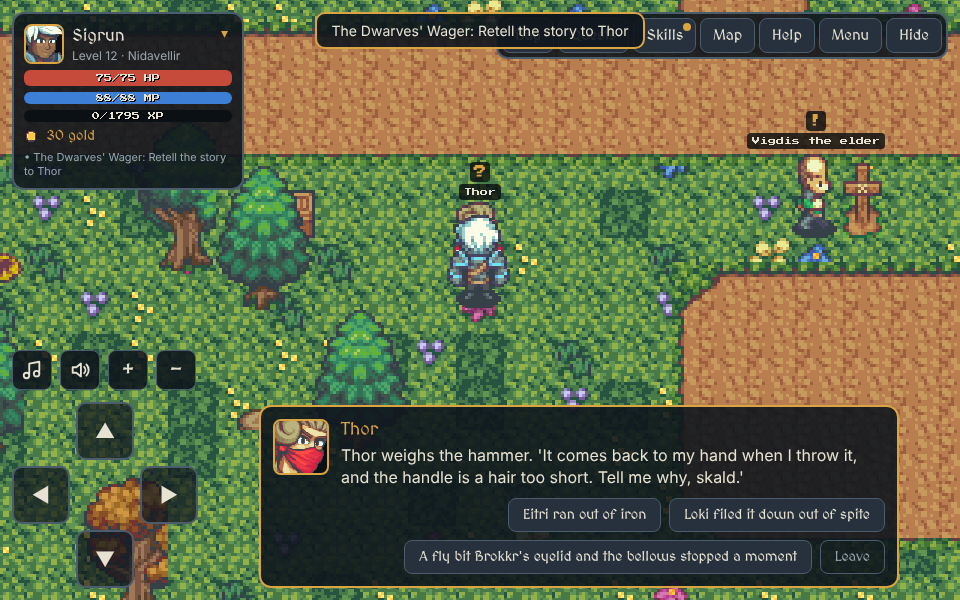 Sigrun
Level 12 · Nidavellir
75/75 HP
88/88 MP
0/1795 XP
30 gold
• The Dwarves' Wager: Retell the story
to Thor
The Dwarves' Wager: Retell the story to Thor
Skills
Map
Help
Menu
Hide
!
Vigdis the elder
?
Thor
+
−
Thor
Thor weighs the hammer. 'It comes back to my hand when I throw it,
and the handle is a hair too short. Tell me why, skald.'
Eitri ran out of iron
Loki filed it down out of spite
A fly bit Brokkr's eyelid and the bellows stopped a moment
Leave